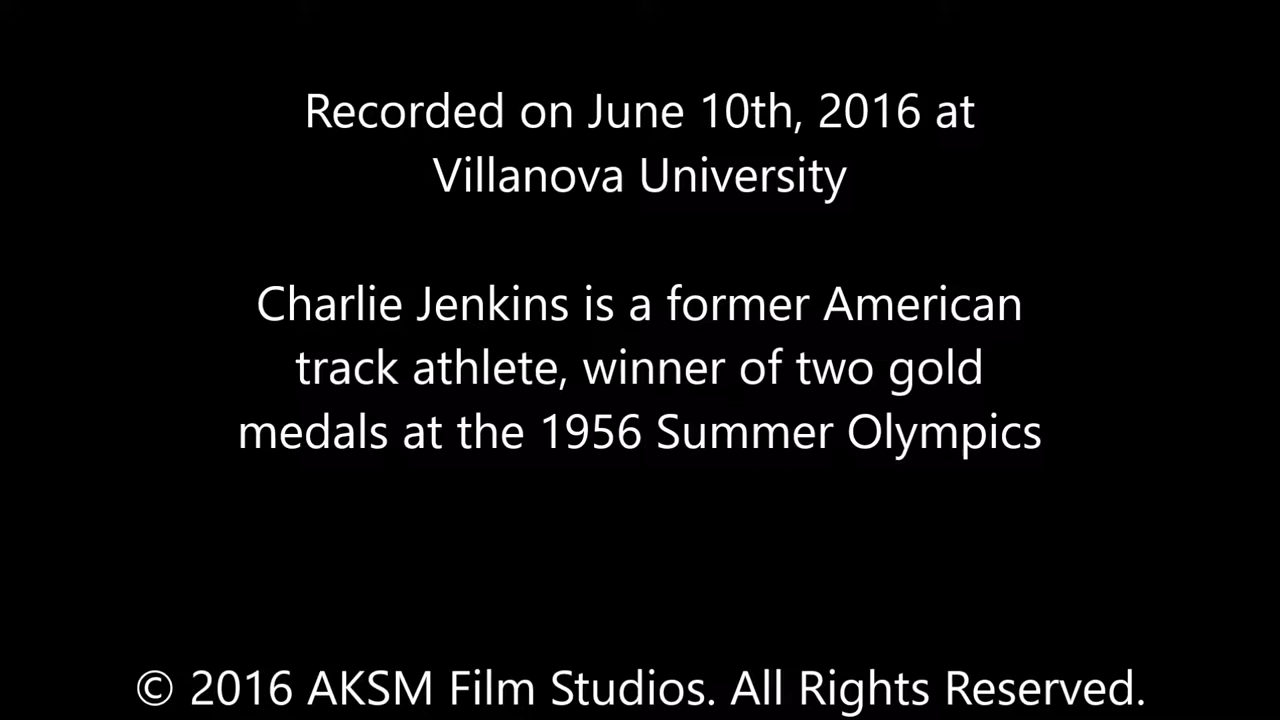 Recorded on June 10th, 2016 at
Villanova University
Charlie Jenkins is a former American
track athlete, winner of two gold
medals at the 1956 Summer Olympics
© 2016 AKSM Film Studios. All Rights Reserved.